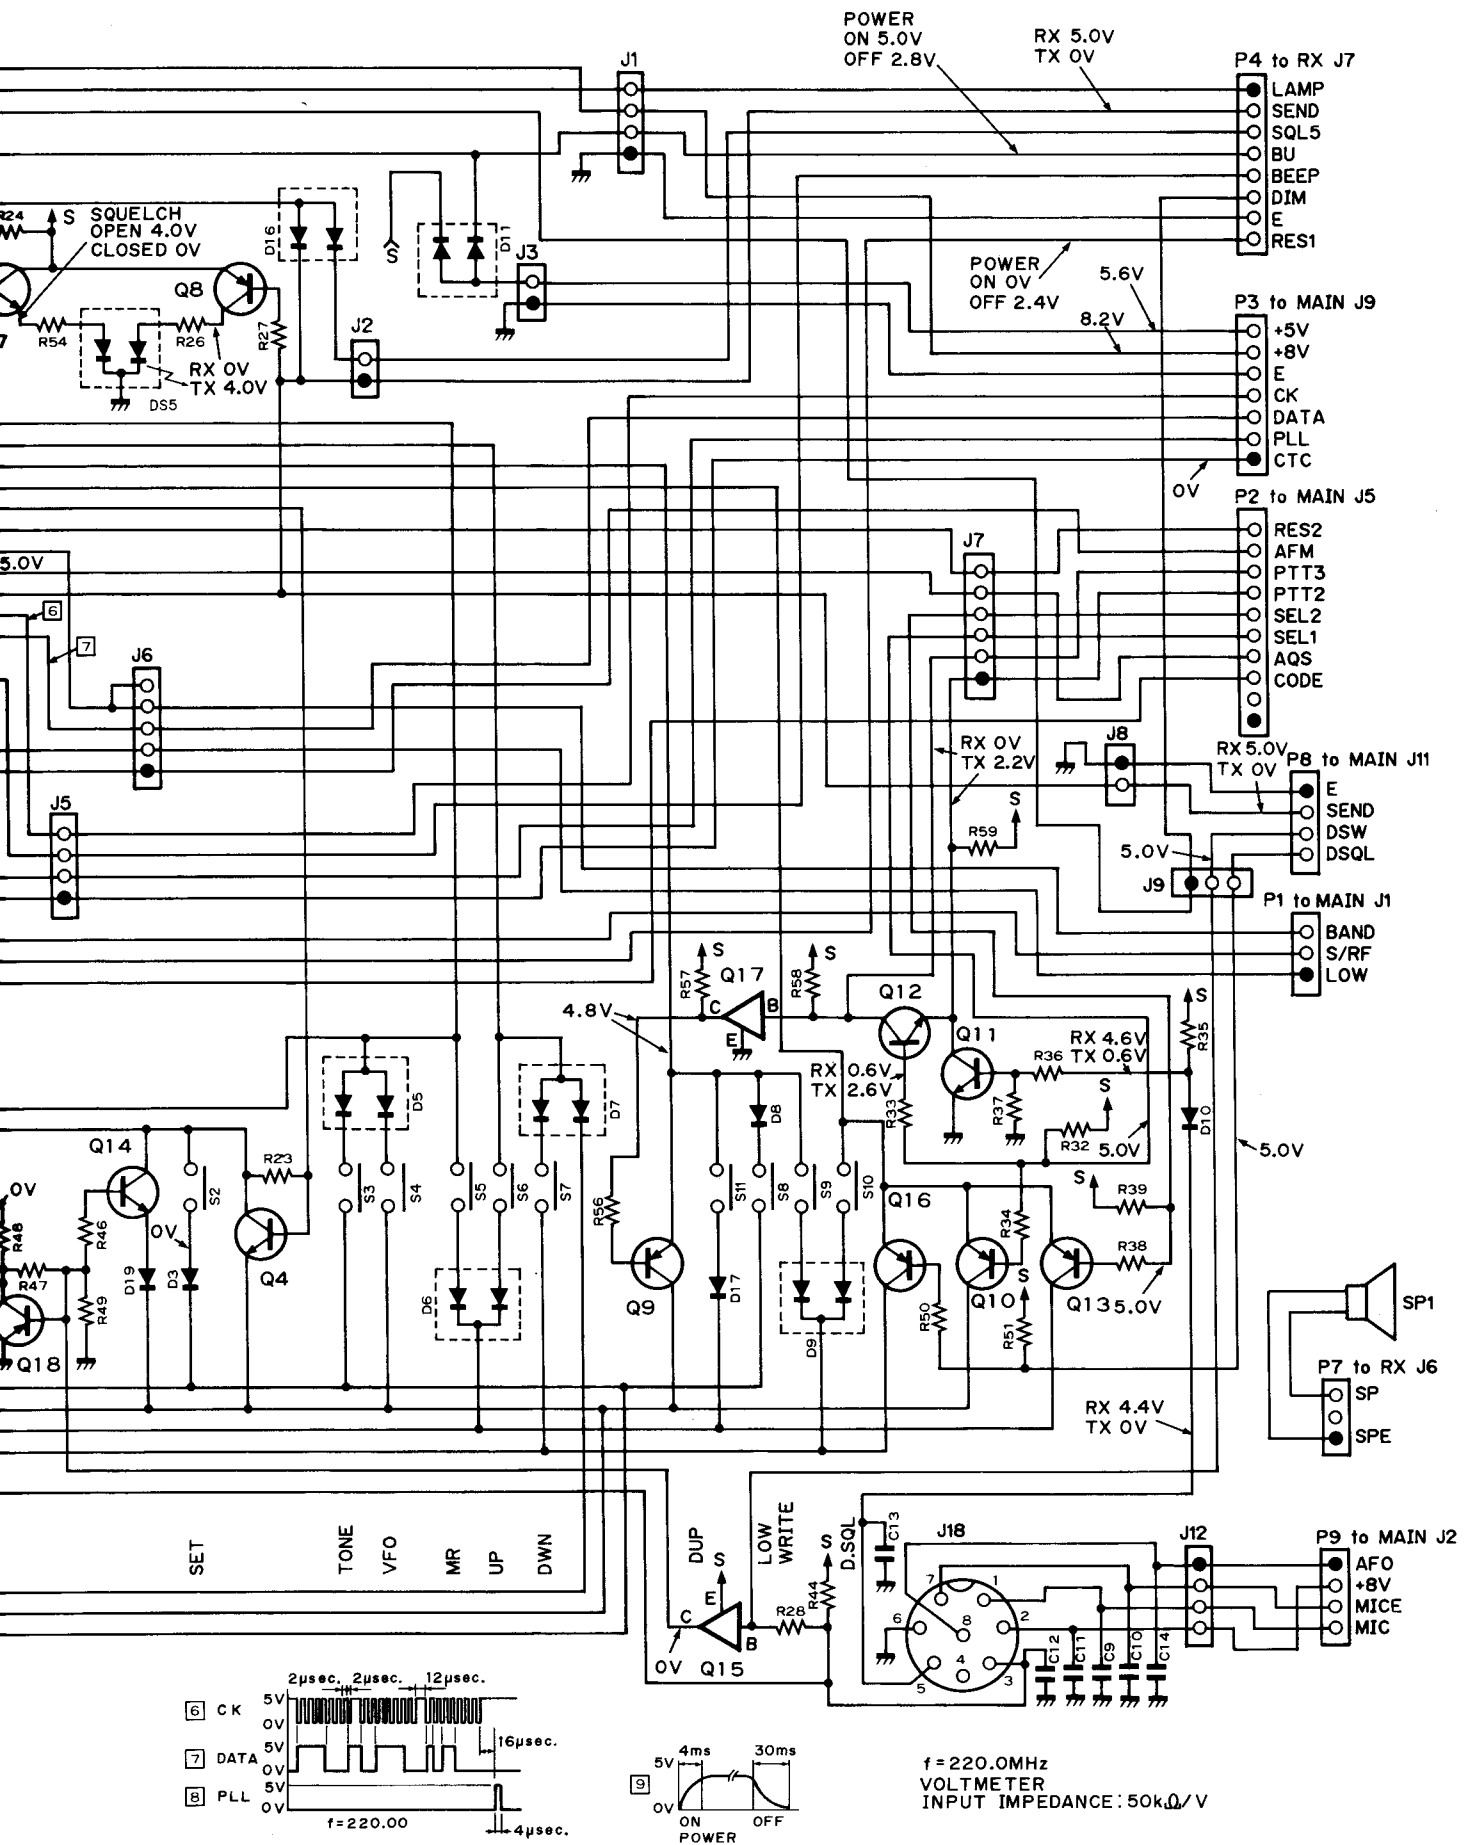 POWER
ON 5.0V
OFF 2.8V
RX 5.0V
TX 0V
P4 to RX J7
J1
LAMP
SEND
SQL5
BU
BEEP
DIM
E
RES1
R24
S
SQUELCH
OPEN 4.0V
CLOSED 0V
D16
S
D11
J3
POWER
ON 0V
OFF 2.4V
5.6V
8.2V
P3 to MAIN J9
+5V
+8V
E
CK
DATA
PLL
CTC
0V
Q8
R54
R26
R27
J2
7
RX 0V
TX 4.0V
DS5
P2 to MAIN J5
RES2
AFM
PTT3
PTT2
SEL2
SEL1
AQS
CODE
J7
5.0V
6
7
J6
J5
RX 0V
TX 2.2V
J8
RX 5.0V
TX 0V
P8 to MAIN J11
E
SEND
DSW
DSQL
S
R59
5.0V
J9
P1 to MAIN J1
BAND
S/RF
LOW
S
R57
Q17
C
B
E
4.8V
S
R58
Q12
Q11
RX 0.6V
TX 2.6V
R33
R36
RX 4.6V
TX 0.6V
S
R35
R37
S
R32
5.0V
D10
5.0V
D5
D7
D8
Q14
R23
S2
S3
S4
S5
S6
S7
R56
S11
S8
S9
S10
Q16
S
R39
R34
R38
0V
R48
R46
0V
R47
D19
D3
Q4
R49
Q18
D6
Q9
D17
D9
R50
Q10
S
R51
Q13
5.0V
SP1
P7 to RX J6
SP
SPE
RX 4.4V
TX 0V
SET
TONE
VFO
MR
UP
DWN
DUP
LOW
WRITE
D.SQL
S
E
C
B
0V
Q15
R28
S
R44
C13
J18
7
1
6
8
2
4
5
3
C12
C11
C9
C10
C14
J12
P9 to MAIN J2
AFO
+8V
MICE
MIC
2μsec. 2μsec. 12μsec.
6 CK
5V
0V
16μsec.
7 DATA
5V
0V
8 PLL
5V
0V
f=220.00
4μsec.
9
5V
0V
4ms
30ms
ON
OFF
POWER
f=220.0MHz
VOLTMETER
INPUT IMPEDANCE: 50kΩ/V